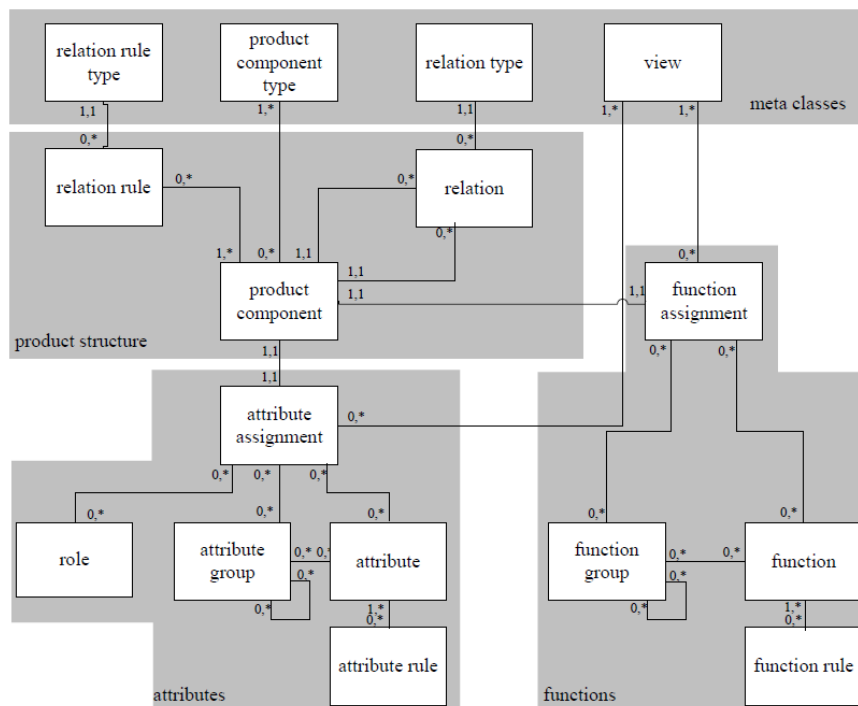 relation rule
type
product
component
type
relation type
view
meta classes
1,1
1,*
1,1
1,*
1,*
0,*
0,*
relation rule
0,*
0,*
relation
0,*
1,*
0,*
1,1
1,1
0,*
product
component
1,1
1,1
function
assignment
product structure
1,1
0,*
0,*
1,1
attribute
assignment
0,*
0,*
0,*
0,*
0,*
0,*
0,*
0,*
0,*
role
attribute
group
0,*
0,*
attribute
0,*
0,*
function
group
0,*
0,*
function
0,*
0,*
1,*
0,*
attribute rule
1,*
0,*
function rule
attributes
functions